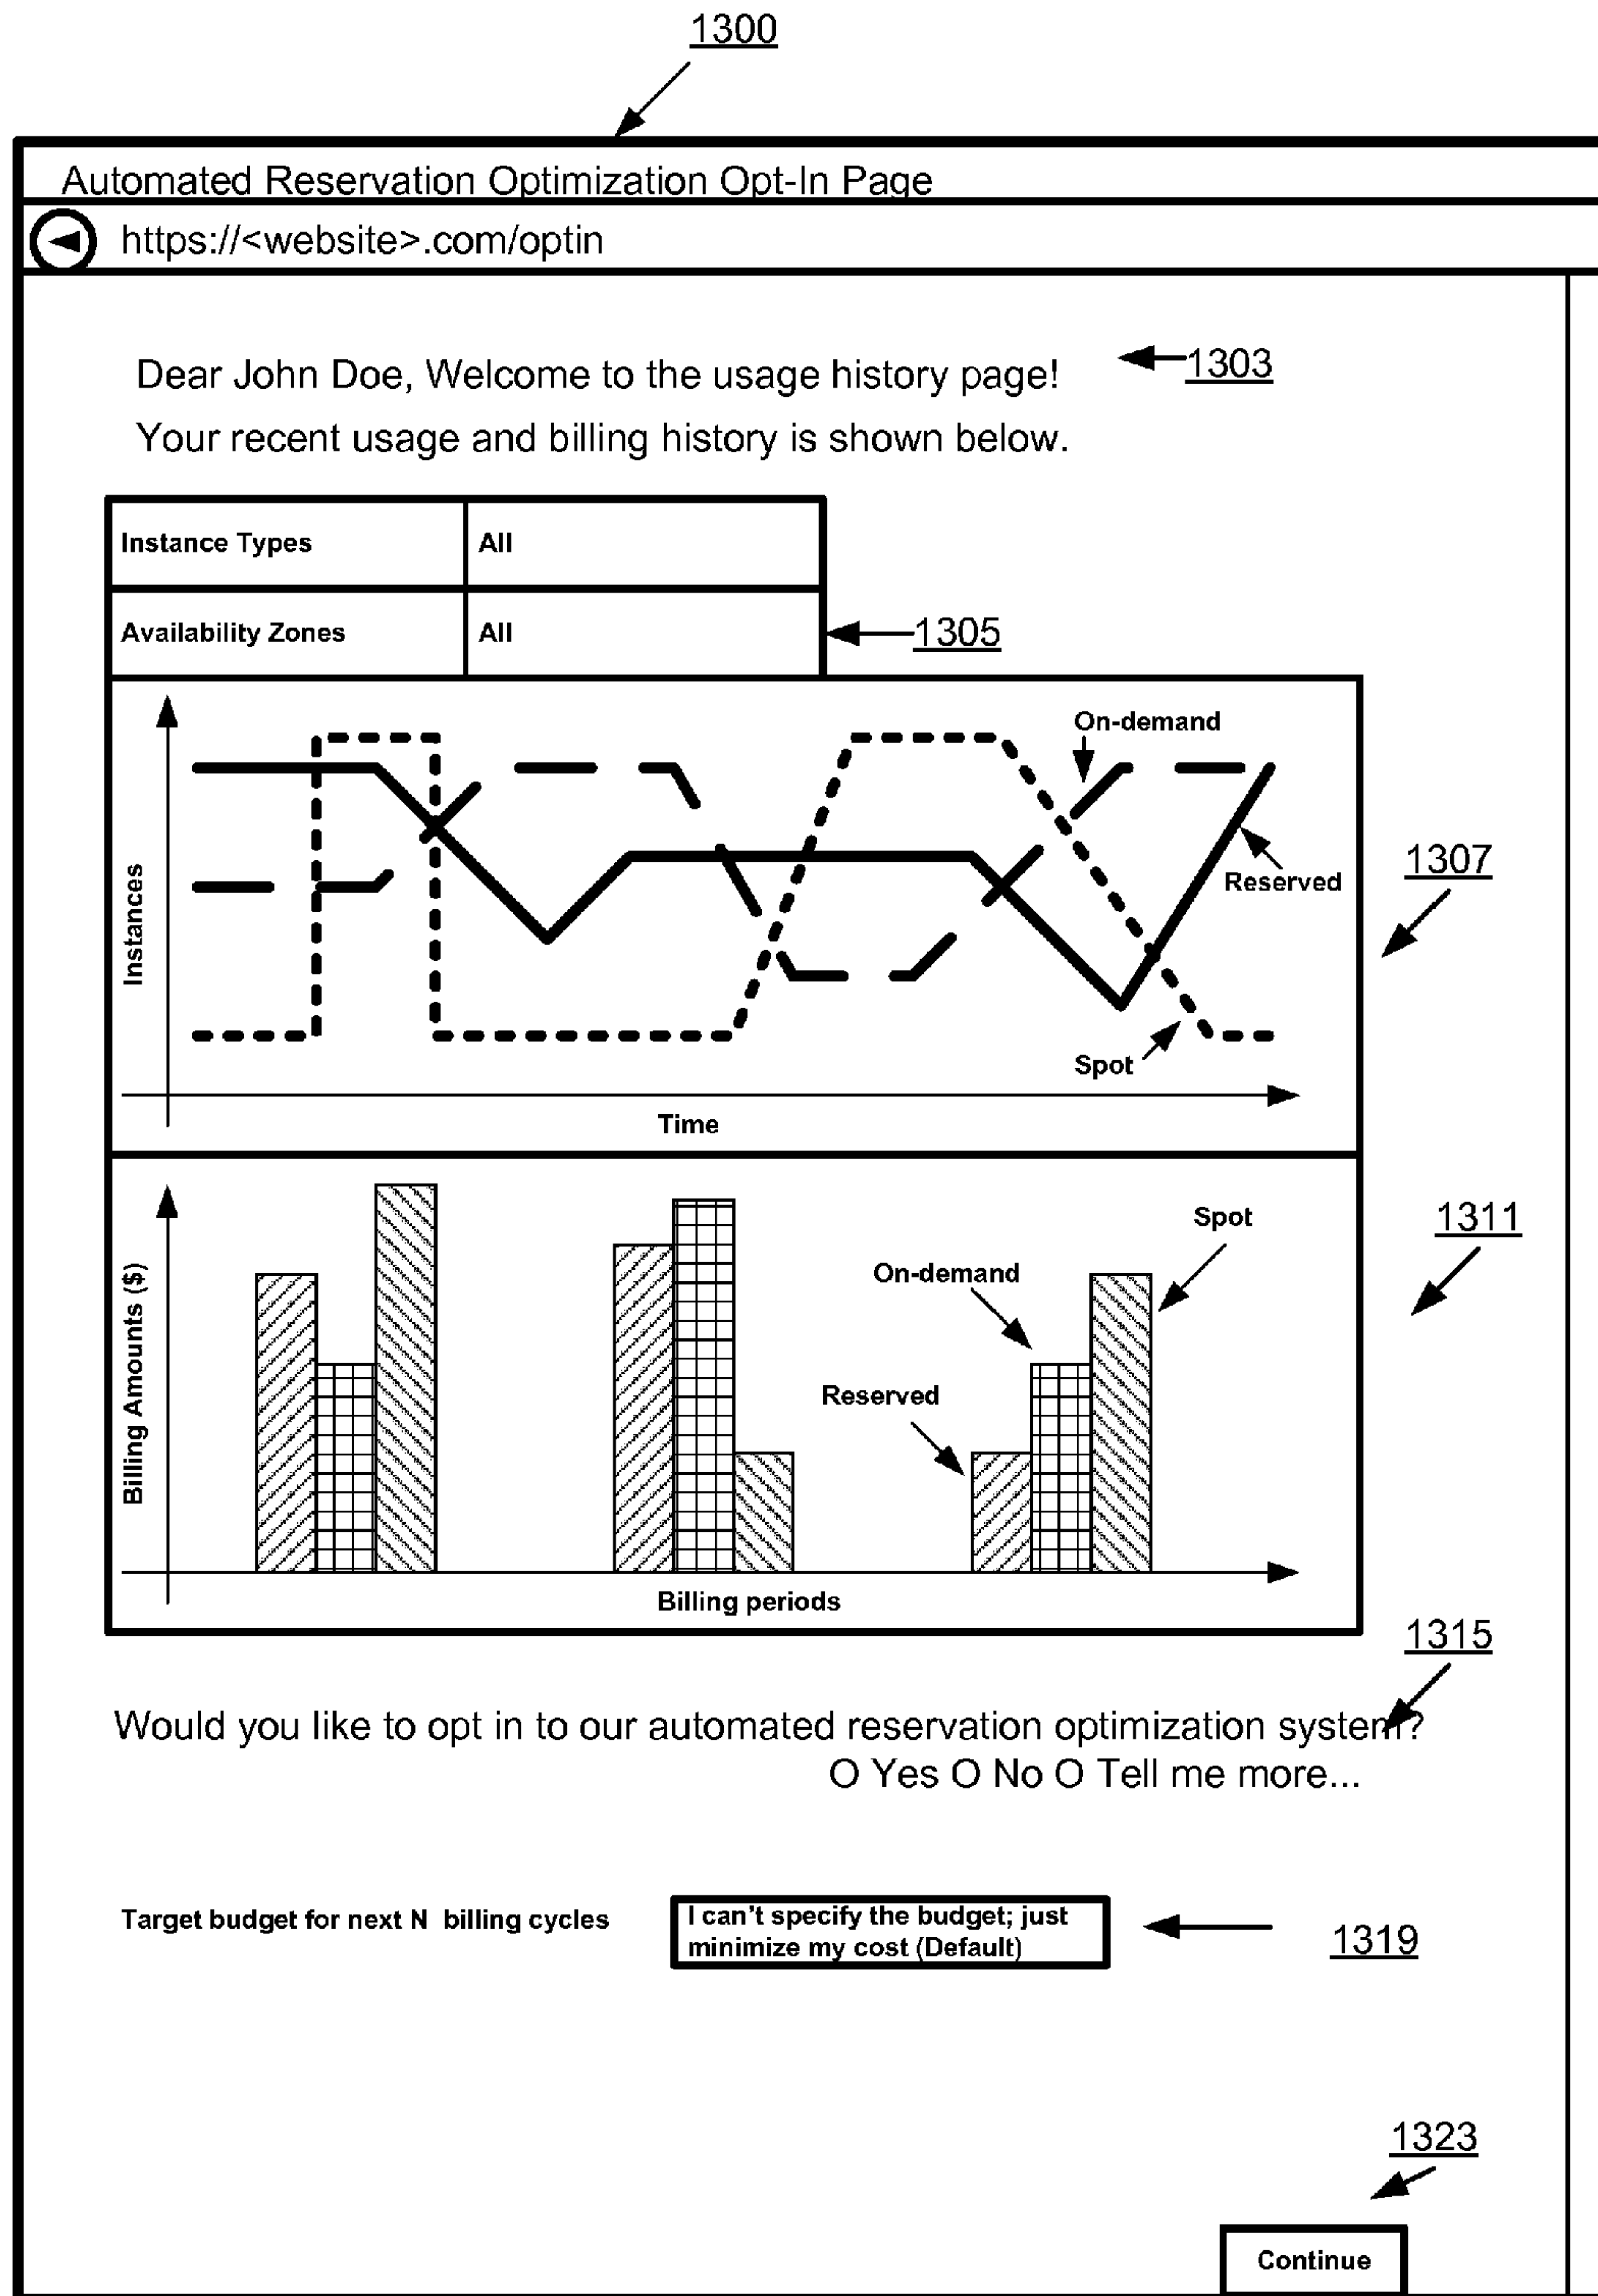 1300
Automated Reservation Optimization Opt-In Page
https://<website>.com/optin
Dear John Doe, Welcome to the usage history page!
1303
Your recent usage and billing history is shown below.
Instance Types All
Availability Zones All
1305
On-demand
Reserved
1307
Instances
Spot
Time
1311
Spot
On-demand
Reserved
Billing Amounts ($)
Billing periods
1315
Would you like to opt in to our automated reservation optimization system?
O Yes O No O Tell me more...
Target budget for next N billing cycles
I can't specify the budget; just
minimize my cost (Default)
1319
1323
Continue